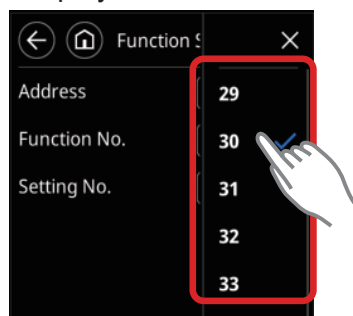 Function S
Address
Function No.
Setting No.
29
30
31
32
33